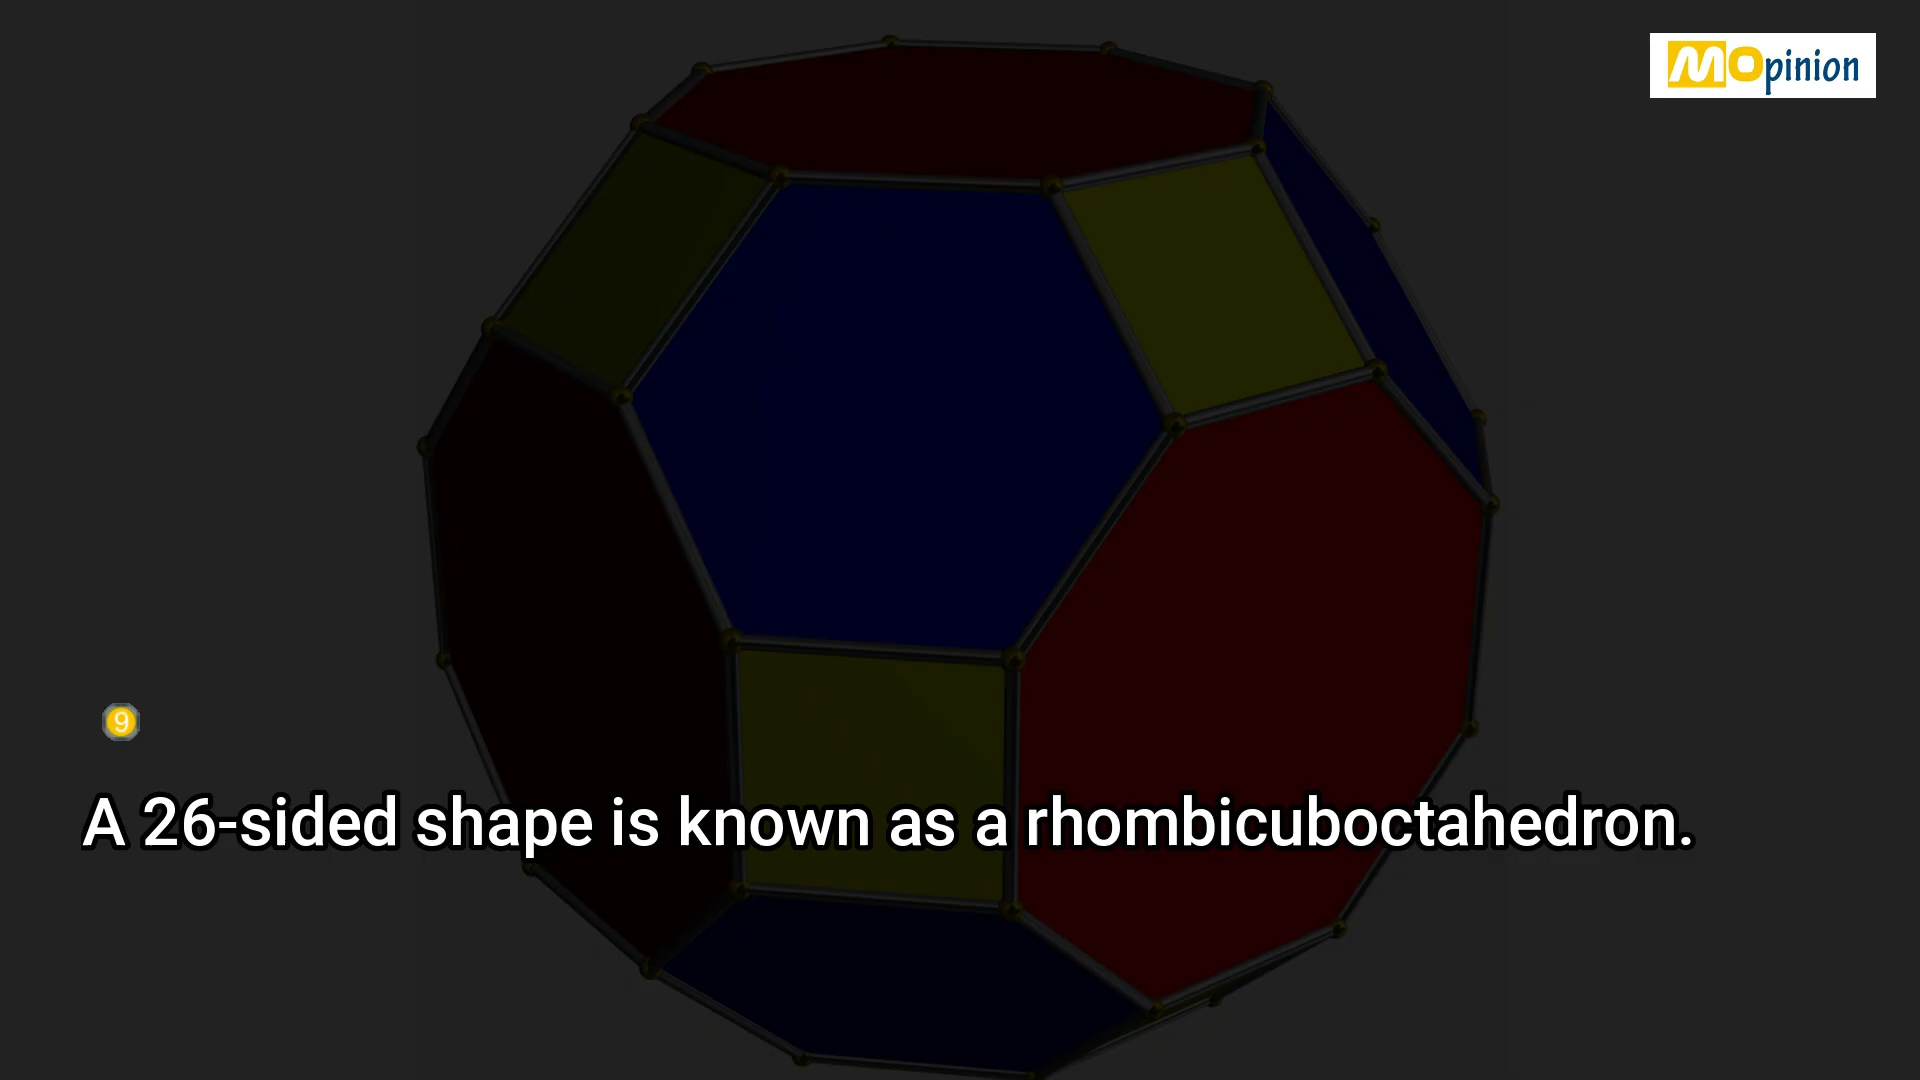 MOpinion
9
A 26-sided shape is known as a rhombicuboctahedron.